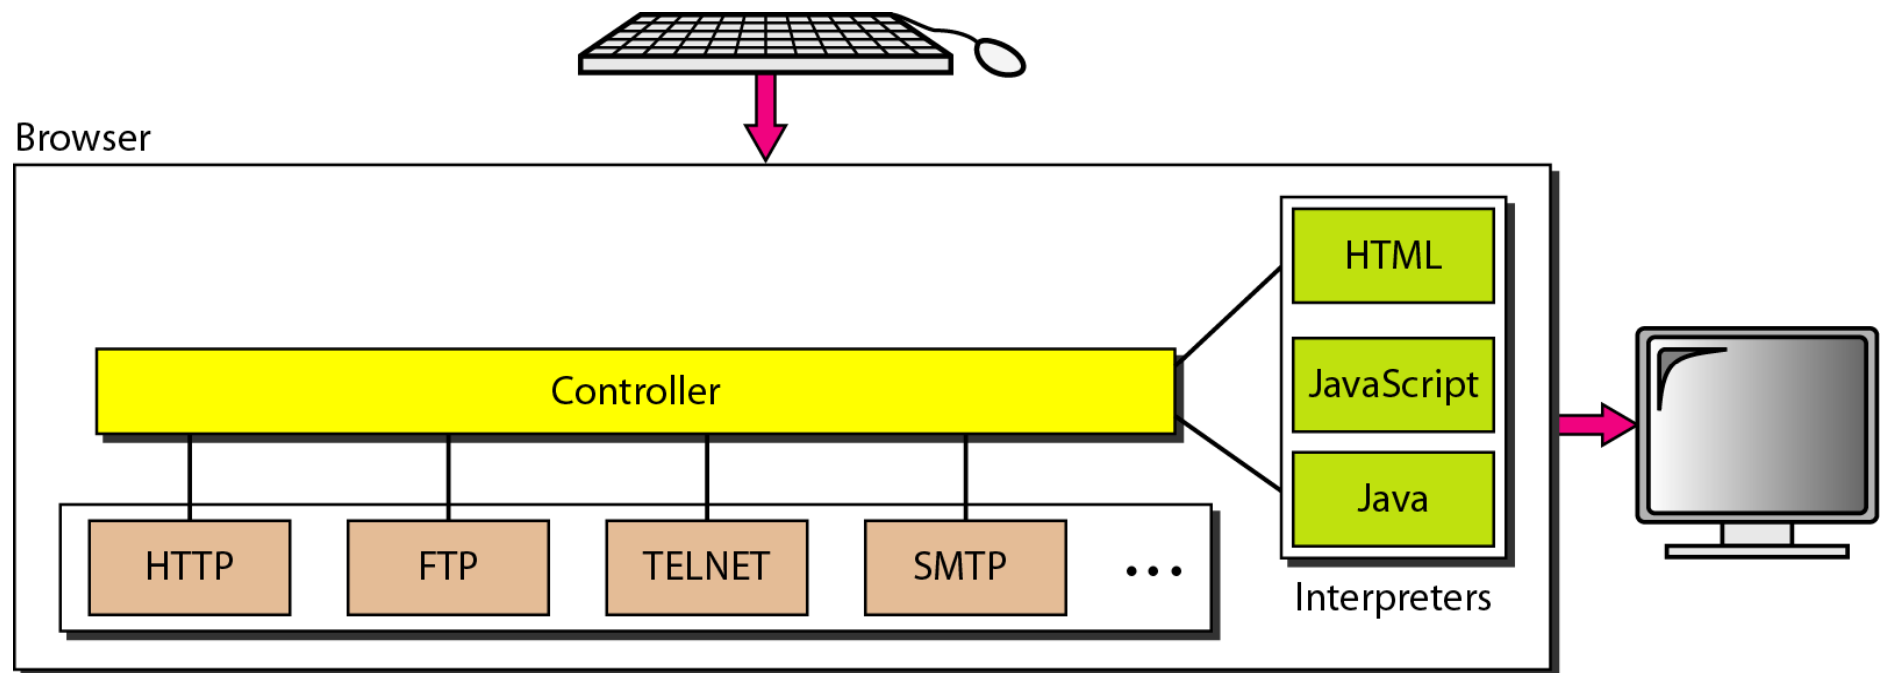 Browser
HTML
JavaScript
Controller
Java
HTTP
FTP
TELNET
SMTP
...
Interpreters